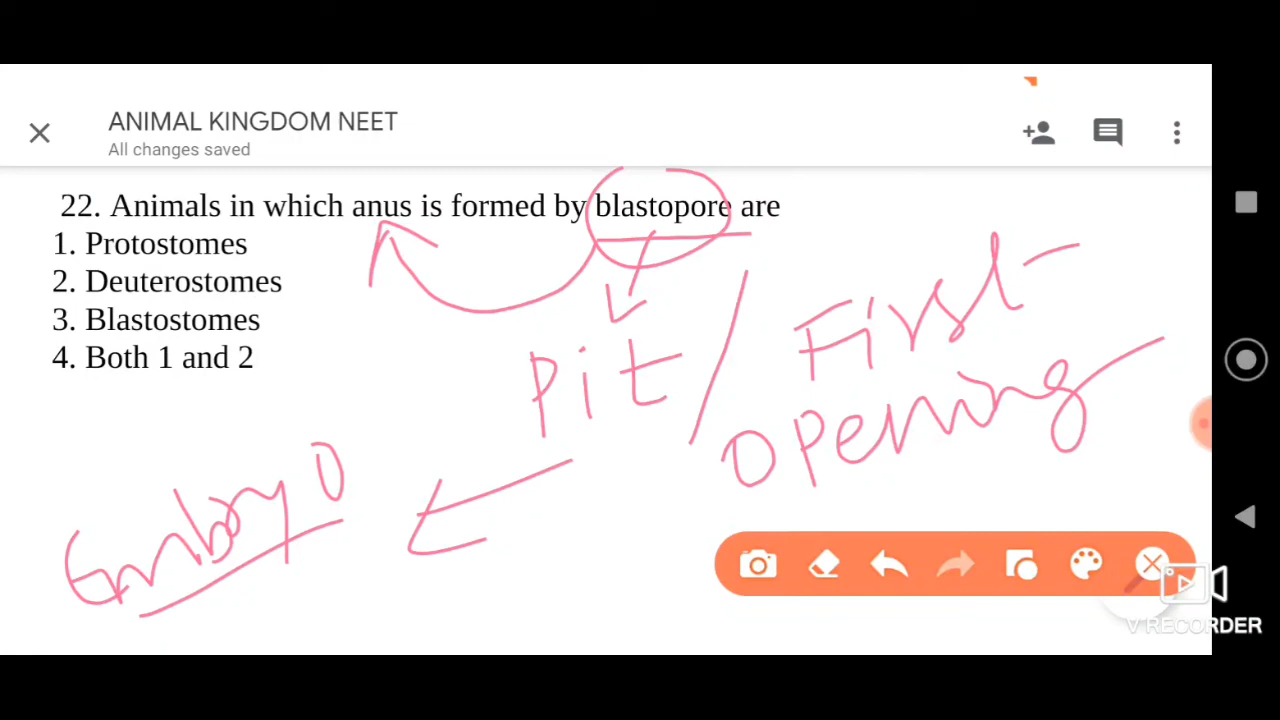 ANIMAL KINGDOM NEET
All changes saved
22. Animals in which anus is formed by blastopore are
1. Protostomes
2. Deuterostomes
3. Blastostomes
4. Both 1 and 2
Pit / First
opening
Embryo
V RECORDER